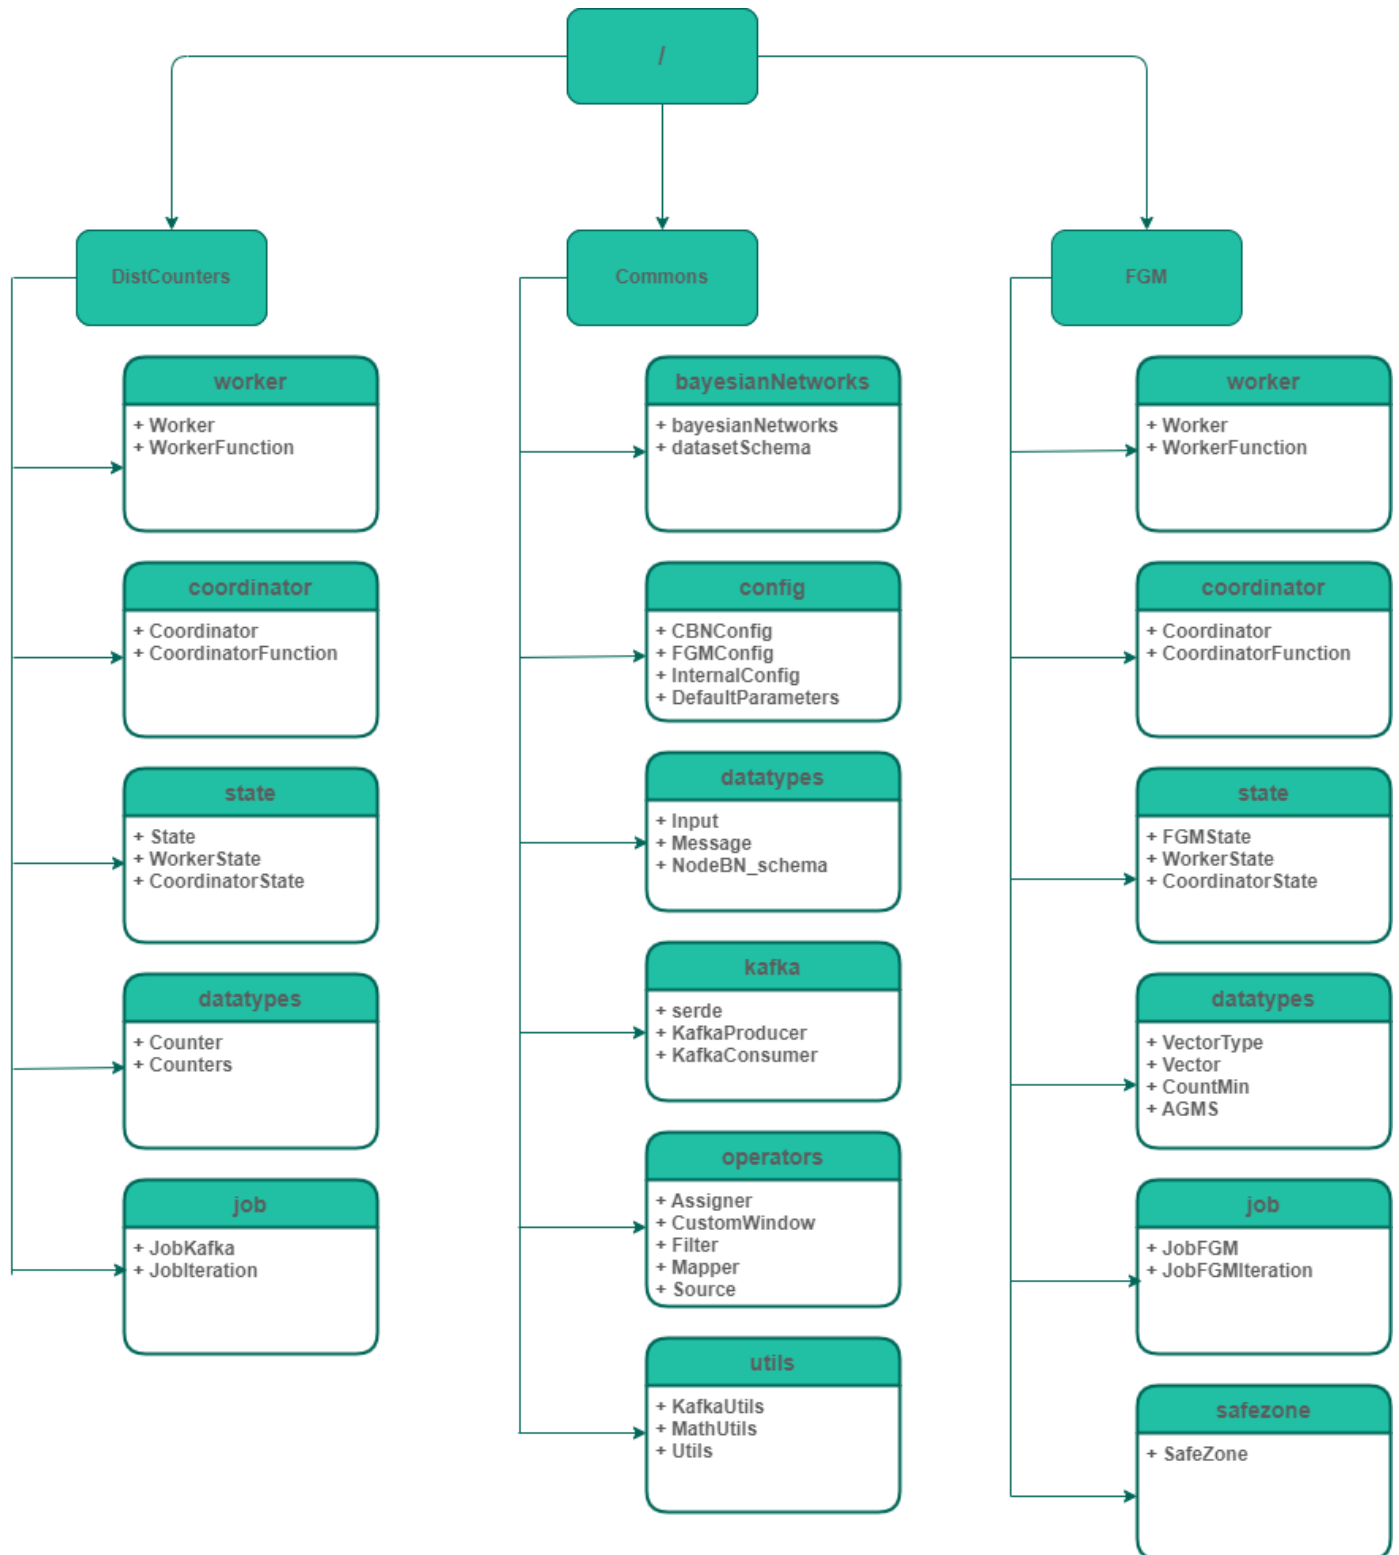 /
DistCounters
worker
+ Worker
+ WorkerFunction
coordinator
+ Coordinator
+ CoordinatorFunction
state
+ State
+ WorkerState
+ CoordinatorState
datatypes
+ Counter
+ Counters
job
+ JobKafka
+ JobIteration
Commons
bayesianNetworks
+ bayesianNetworks
+ datasetSchema
config
+ CBNConfig
+ FGMConfig
+ InternalConfig
+ DefaultParameters
datatypes
+ Input
+ Message
+ NodeBN_schema
kafka
+ serde
+ KafkaProducer
+ KafkaConsumer
operators
+ Assigner
+ CustomWindow
+ Filter
+ Mapper
+ Source
utils
+ KafkaUtils
+ MathUtils
+ Utils
FGM
worker
+ Worker
+ WorkerFunction
coordinator
+ Coordinator
+ CoordinatorFunction
state
+ FGMState
+ WorkerState
+ CoordinatorState
datatypes
+ VectorType
+ Vector
+ CountMin
+ AGMS
job
+ JobFGM
+ JobFGMIteration
safezone
+ SafeZone